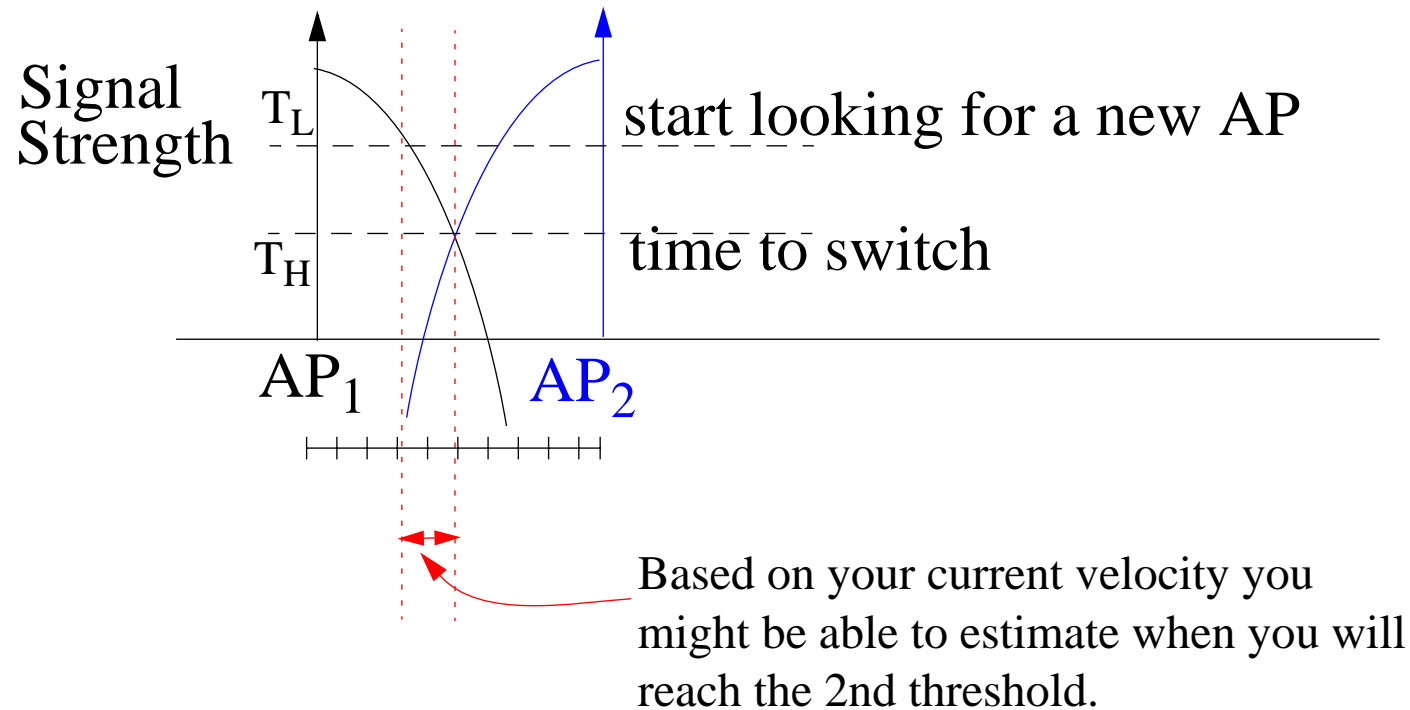 Signal
Strength
T_L
start looking for a new AP
T_H
time to switch
AP_1
AP_2
Based on your current velocity you
might be able to estimate when you will
reach the 2nd threshold.